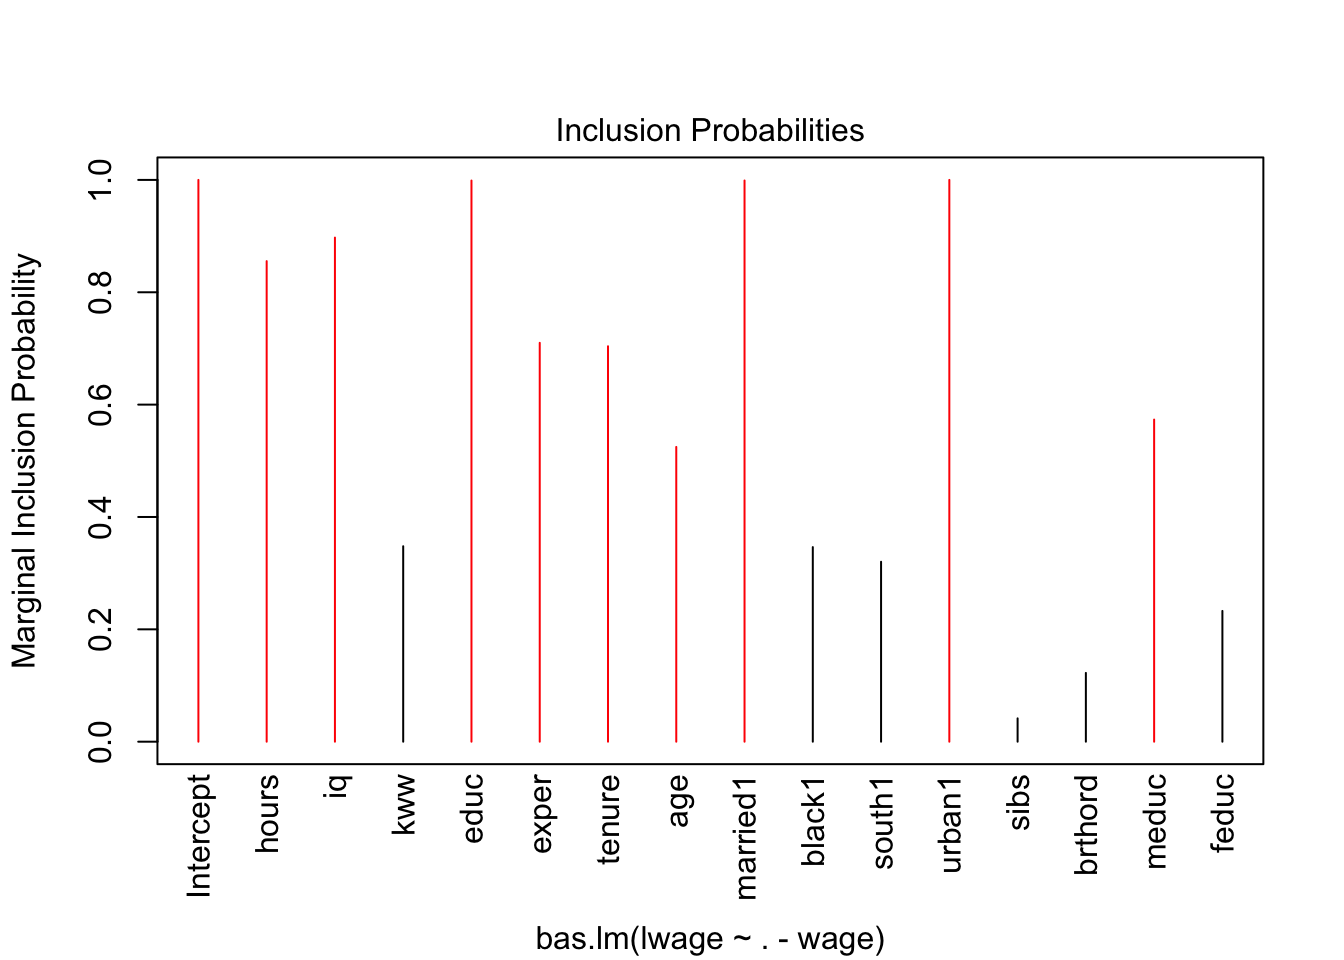 Inclusion Probabilities
Marginal Inclusion Probability
1.0
0.8
0.6
0.4
0.2
0.0
Intercept
hours
iq
kww
educ
exper
tenure
age
married1
black1
south1
urban1
sibs
brthord
meduc
feduc
bas.lm(lwage ~ . - wage)